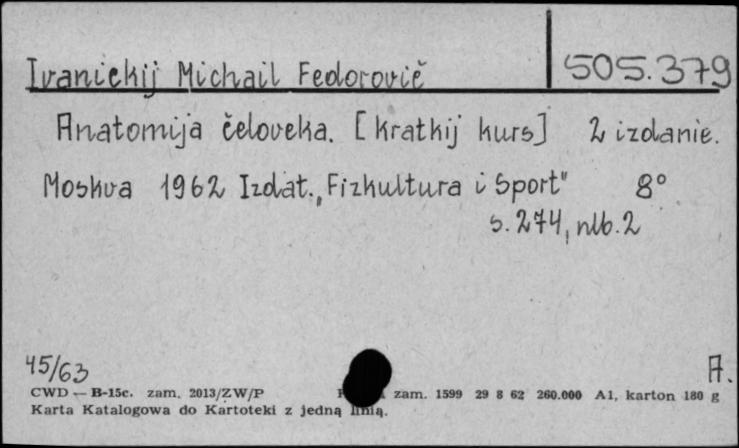 Ivanickij Michail Fedorovič 505.379
Anatomija čeloveka. [kratkij kurs] 2 izdanie.
Moskva 1962 Izdat. „Fizkultura i Sport" 8°
s. 274, nlb. 2
45/63 A.
CWD — B-15c. zam. 2013/ZW/P zam. 1599 29 8 62 260.000 A1, karton 180 g
Karta Katalogowa do Kartoteki z jedną linią.